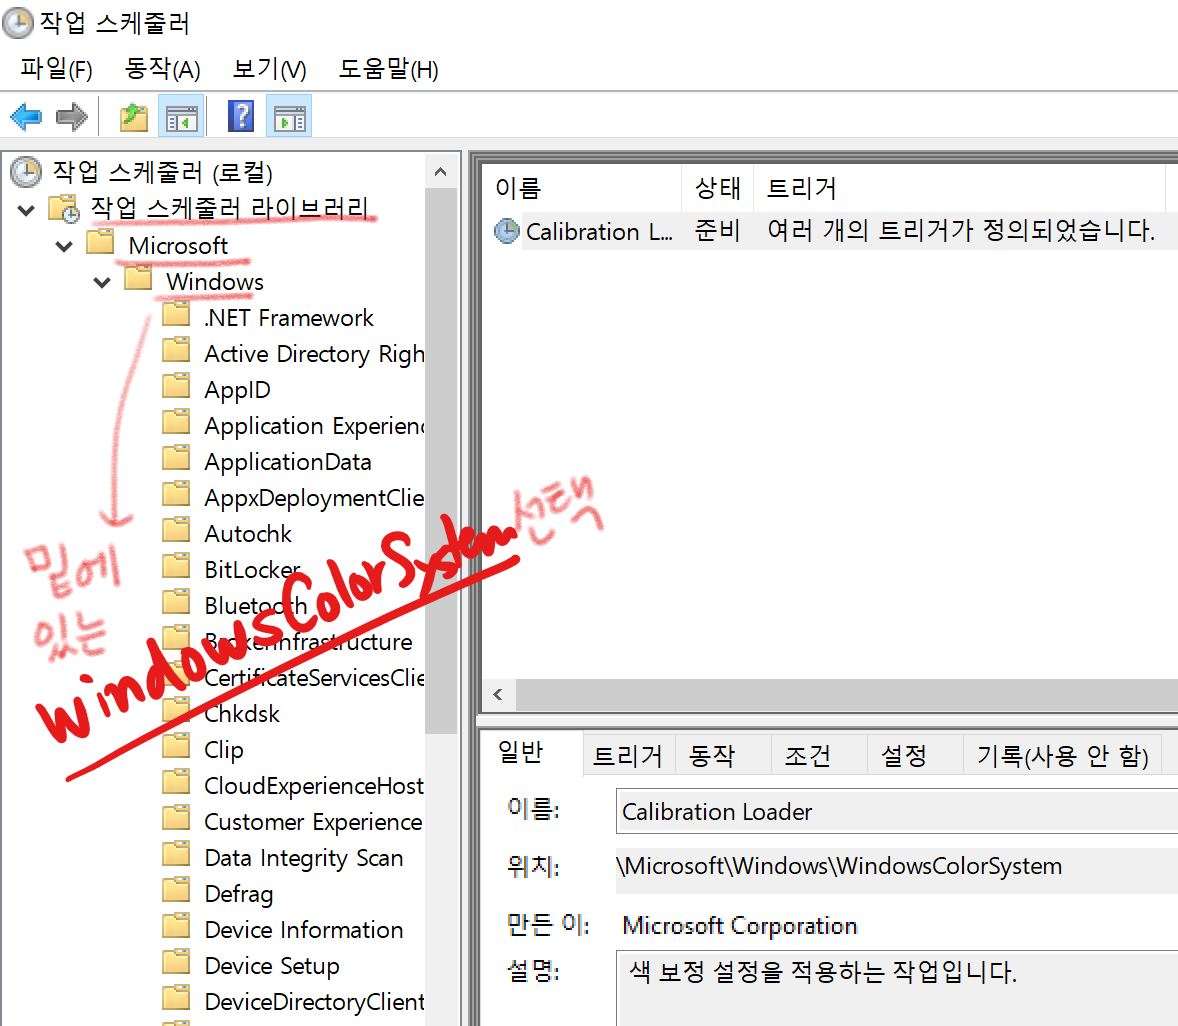 작업 스케줄러
파일(F) 동작(A) 보기(V) 도움말(H)
작업 스케줄러 (로컬)
작업 스케줄러 라이브러리
Microsoft
Windows
.NET Framework
Active Directory Righ
AppID
Application Experienc
ApplicationData
AppxDeploymentClie
Autochk
BitLocker
Bluetooth
BrokerInfrastructure
CertificateServicesClie
Chkdsk
Clip
CloudExperienceHost
Customer Experience
Data Integrity Scan
Defrag
Device Information
Device Setup
DeviceDirectoryClient
밑에
있는
windowsColorSystem 선택
이름 상태 트리거
Calibration L... 준비 여러 개의 트리거가 정의되었습니다.
일반 트리거 동작 조건 설정 기록(사용 안 함)
이름: Calibration Loader
위치: \Microsoft\Windows\WindowsColorSystem
만든 이: Microsoft Corporation
설명: 색 보정 설정을 적용하는 작업입니다.